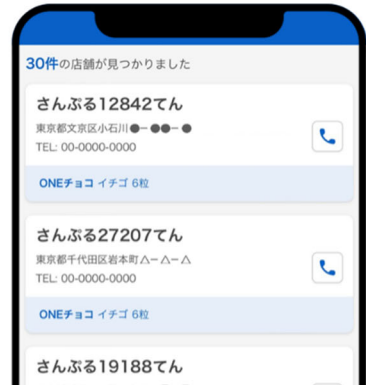 30件の店舗が見つかりました
さんぷる12842てん
東京都文京区小石川●ー●●ー●
TEL: 00-0000-0000
ONEチョコ イチゴ 6粒
さんぷる27207てん
東京都千代田区岩本町△ー△ー△
TEL: 00-0000-0000
ONEチョコ イチゴ 6粒
さんぷる19188てん